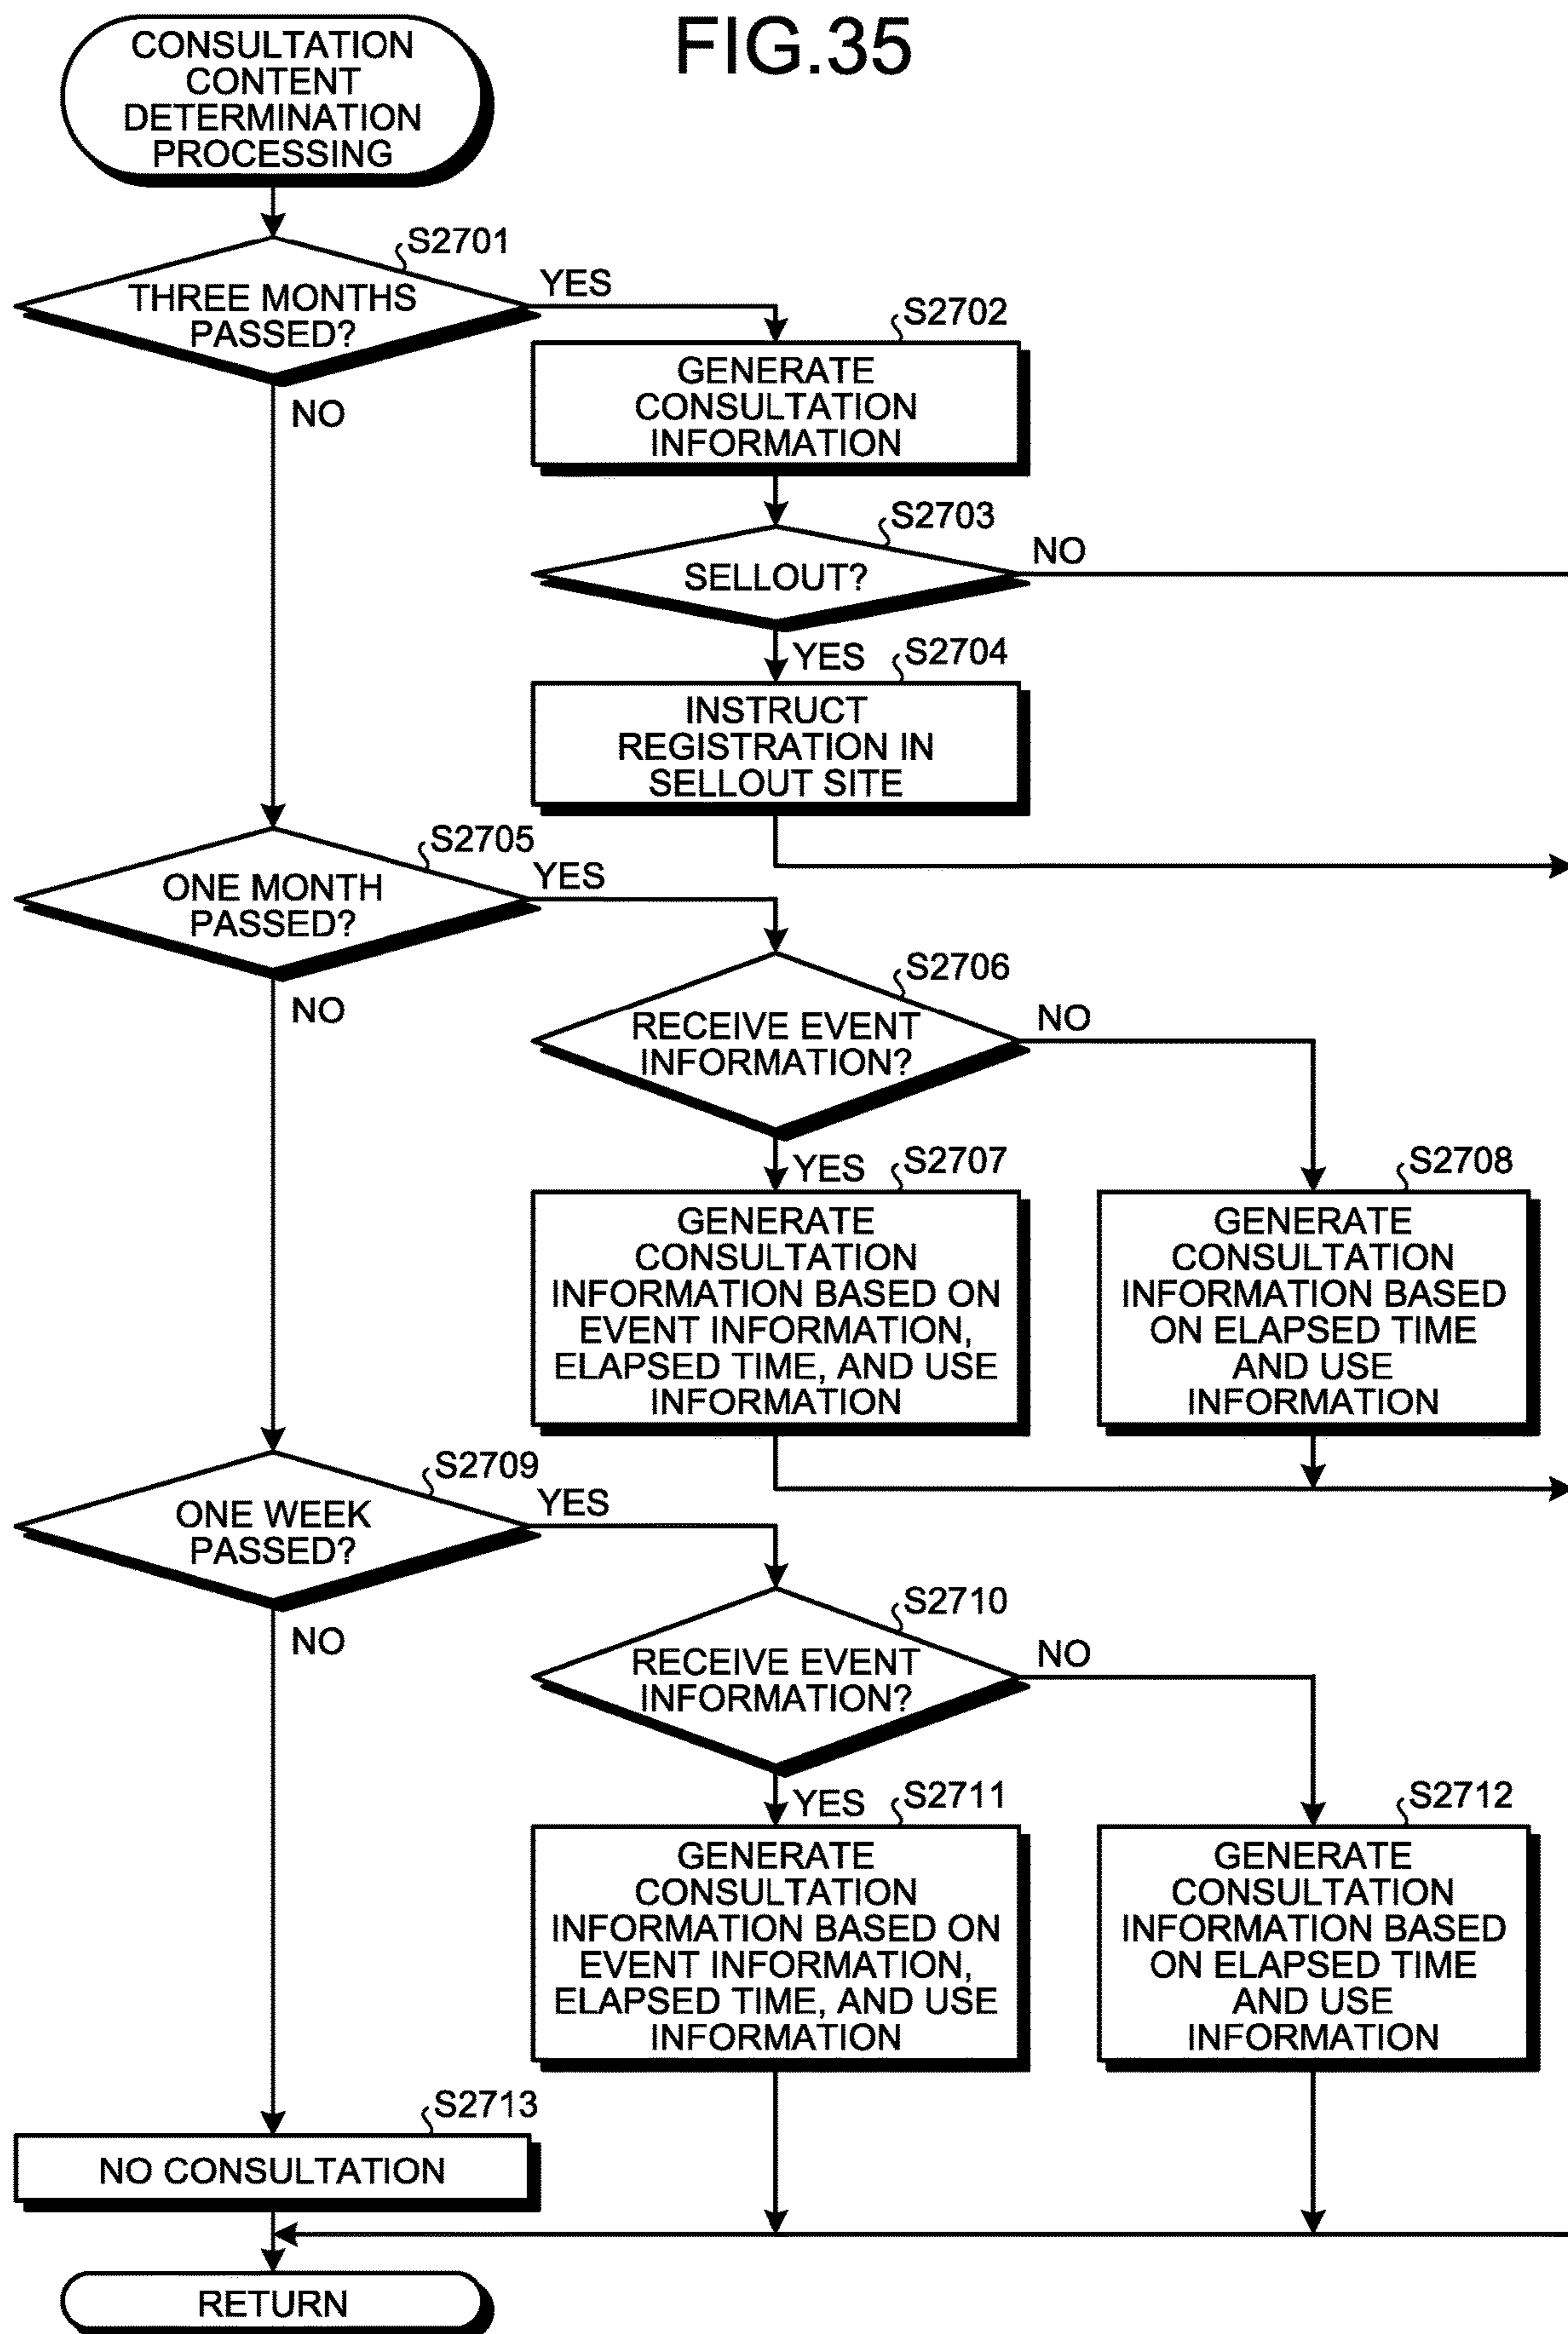 FIG.35
CONSULTATION
CONTENT
DETERMINATION
PROCESSING
S2701
THREE MONTHS
PASSED?
YES
NO
S2702
GENERATE
CONSULTATION
INFORMATION
S2703
SELLOUT?
NO
YES
S2704
INSTRUCT
REGISTRATION IN
SELLOUT SITE
S2705
ONE MONTH
PASSED?
YES
NO
S2706
RECEIVE EVENT
INFORMATION?
NO
YES
S2707
GENERATE
CONSULTATION
INFORMATION BASED ON
EVENT INFORMATION,
ELAPSED TIME, AND USE
INFORMATION
S2708
GENERATE
CONSULTATION
INFORMATION BASED
ON ELAPSED TIME
AND USE
INFORMATION
S2709
ONE WEEK
PASSED?
YES
NO
S2710
RECEIVE EVENT
INFORMATION?
NO
YES
S2711
GENERATE
CONSULTATION
INFORMATION BASED ON
EVENT INFORMATION,
ELAPSED TIME, AND USE
INFORMATION
S2712
GENERATE
CONSULTATION
INFORMATION BASED
ON ELAPSED TIME
AND USE
INFORMATION
S2713
NO CONSULTATION
RETURN